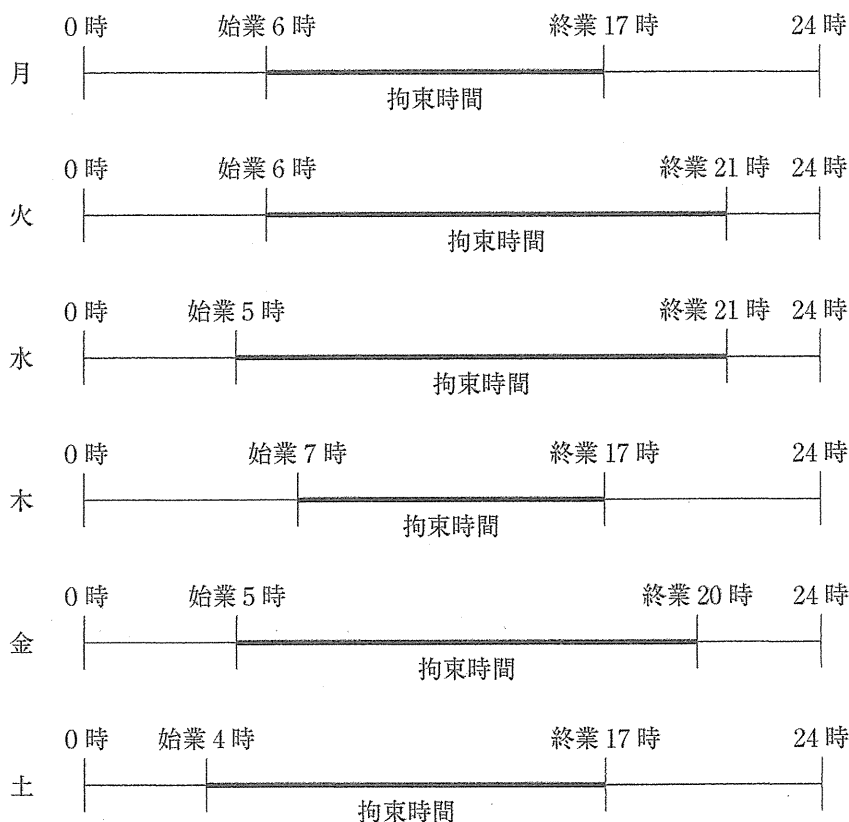 0時 始業6時 終業17時 24時
月
拘束時間
0時 始業6時 終業21時 24時
火
拘束時間
0時 始業5時 終業21時 24時
水
拘束時間
0時 始業7時 終業17時 24時
木
拘束時間
0時 始業5時 終業20時 24時
金
拘束時間
0時 始業4時 終業17時 24時
土
拘束時間